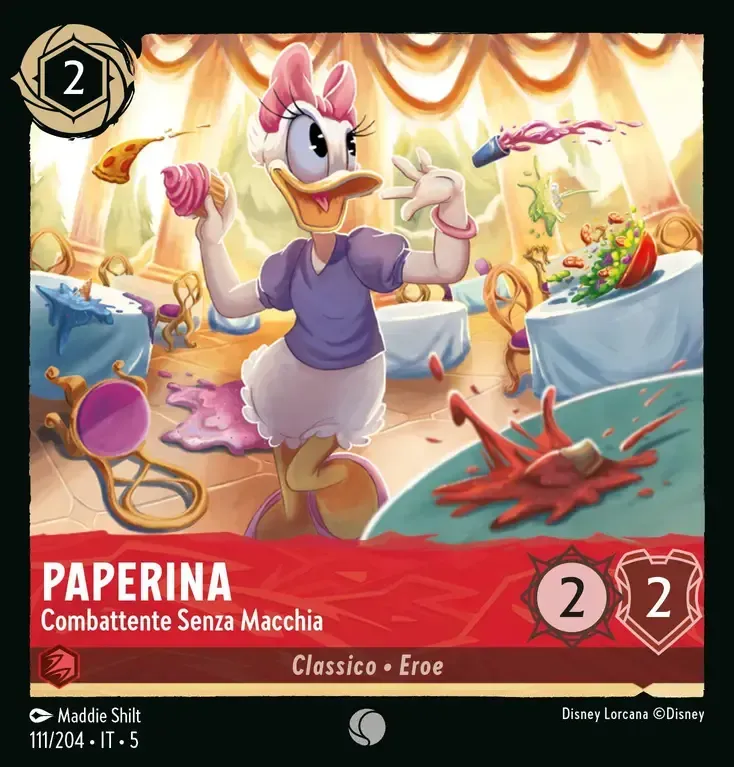 2
PAPERINA
Combattente Senza Macchia
2
2
Classico • Eroe
Maddie Shilt
Disney Lorcana ©Disney
111/204 • IT • 5